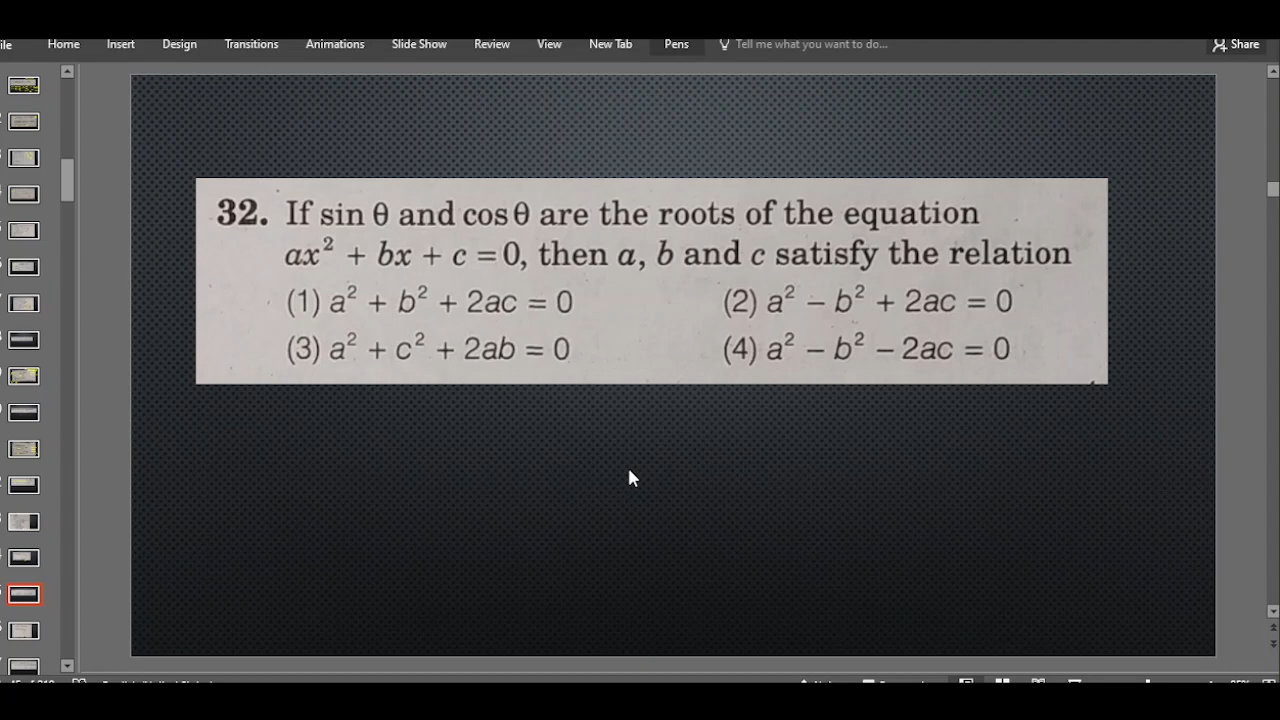 Home Insert Design Transitions Animations Slide Show Review View New Tab Pens Tell me what you want to do... Share
32. If sin θ and cos θ are the roots of the equation
ax² + bx + c = 0, then a, b and c satisfy the relation
(1) a² + b² + 2ac = 0 (2) a² – b² + 2ac = 0
(3) a² + c² + 2ab = 0 (4) a² – b² – 2ac = 0